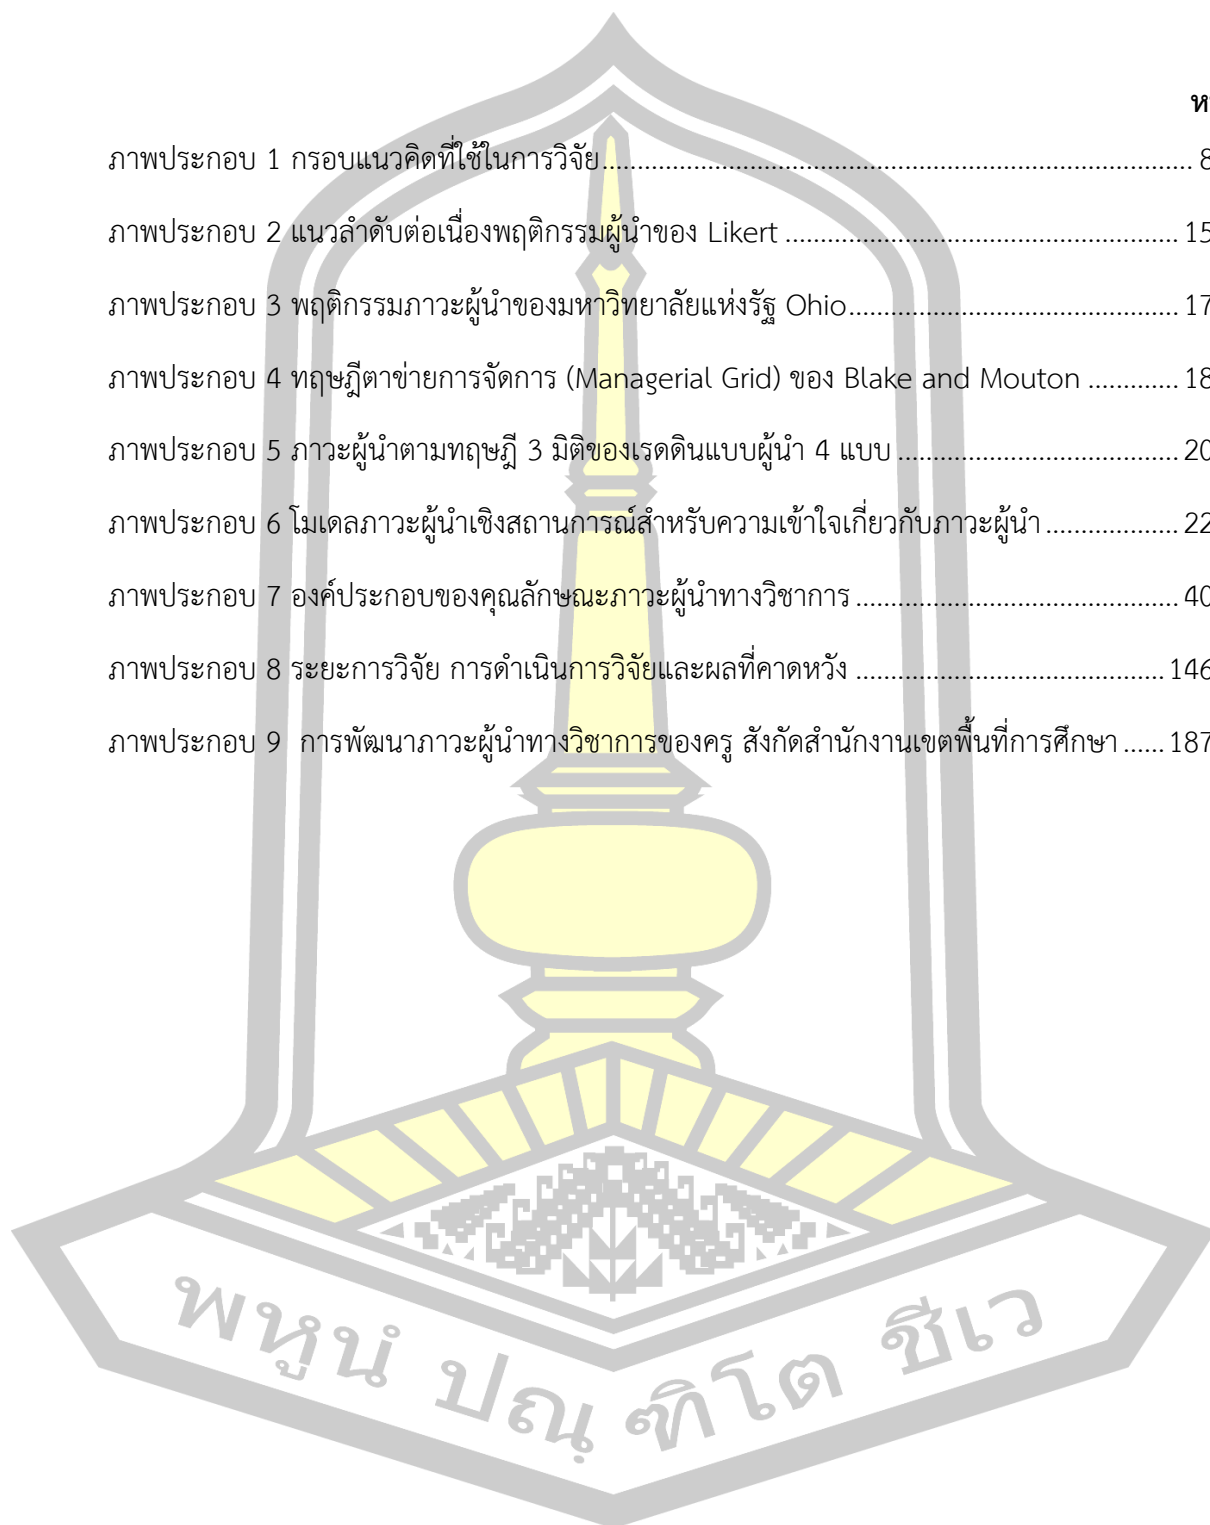 ห
ภาพประกอบ 1 กรอบแนวคิดที่ใช้ในการวิจัย........................................................................... 8
ภาพประกอบ 2 แนวลำดับต่อเนื่องพฤติกรรมผู้นำของ Likert .................................................. 15
ภาพประกอบ 3 พฤติกรรมภาวะผู้นำของมหาวิทยาลัยแห่งรัฐ Ohio.......................................... 17
ภาพประกอบ 4 ทฤษฎีตาข่ายการจัดการ (Managerial Grid) ของ Blake and Mouton ............ 18
ภาพประกอบ 5 ภาวะผู้นำตามทฤษฎี 3 มิติของเรดดินแบบผู้นำ 4 แบบ .................................... 20
ภาพประกอบ 6 โมเดลภาวะผู้นำเชิงสถานการณ์สำหรับความเข้าใจเกี่ยวกับภาวะผู้นำ ................. 22
ภาพประกอบ 7 องค์ประกอบของคุณลักษณะภาวะผู้นำทางวิชาการ ......................................... 40
ภาพประกอบ 8 ระยะการวิจัย การดำเนินการวิจัยและผลที่คาดหวัง ....................................... 146
ภาพประกอบ 9 การพัฒนาภาวะผู้นำทางวิชาการของครู สังกัดสำนักงานเขตพื้นที่การศึกษา ...... 187
พหูนํ ปณฺฑิโต ชีเว